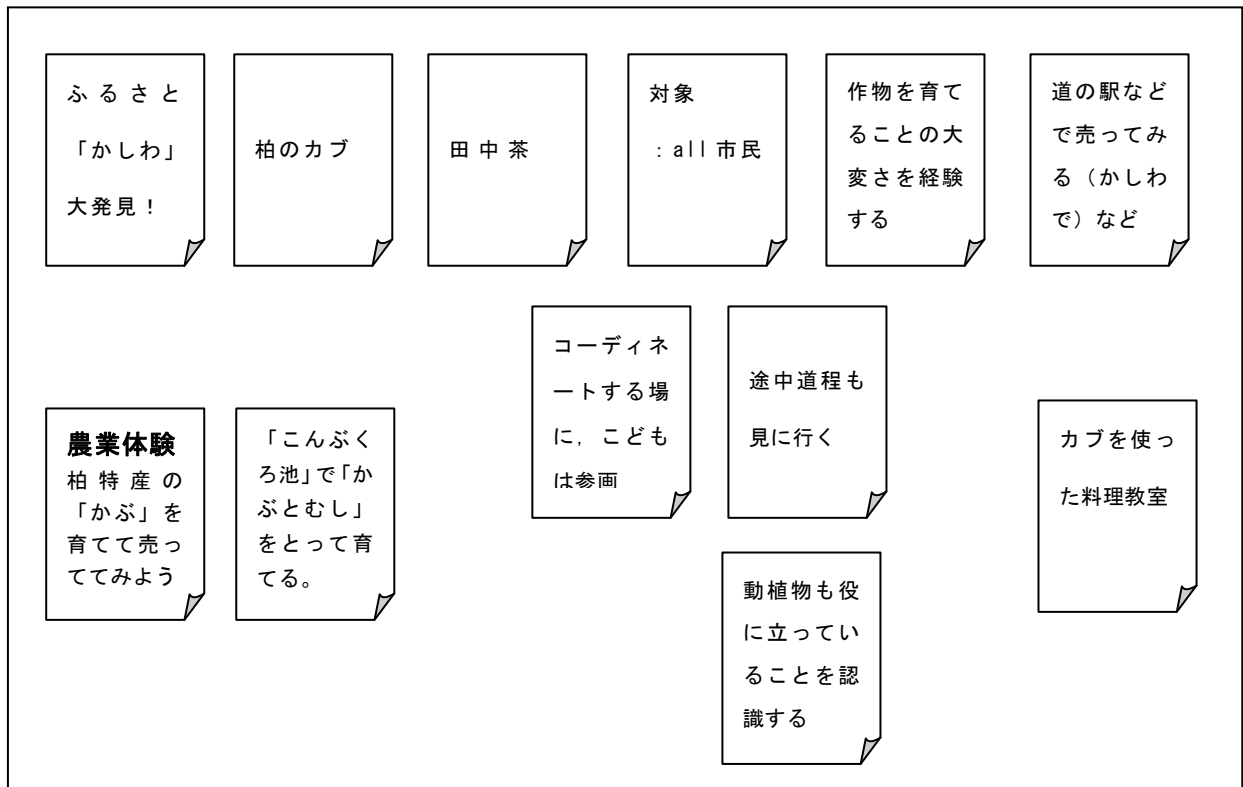 ふるさと
「かしわ」
大発見！
柏のカブ
田中茶
対象
：all市民
作物を育て
ることの大
変さを経験
する
道の駅など
で売ってみ
る（かしわ
で）など
コーディネ
ートする場
に，こども
は参画
途中道程も
見に行く
農業体験
柏特産の
「かぶ」を
育てて売っ
ててみよう
「こんぶく
ろ池」で「か
ぶとむし」
をとって育
てる。
カブを使っ
た料理教室
動植物も役
に立ってい
ることを認
識する